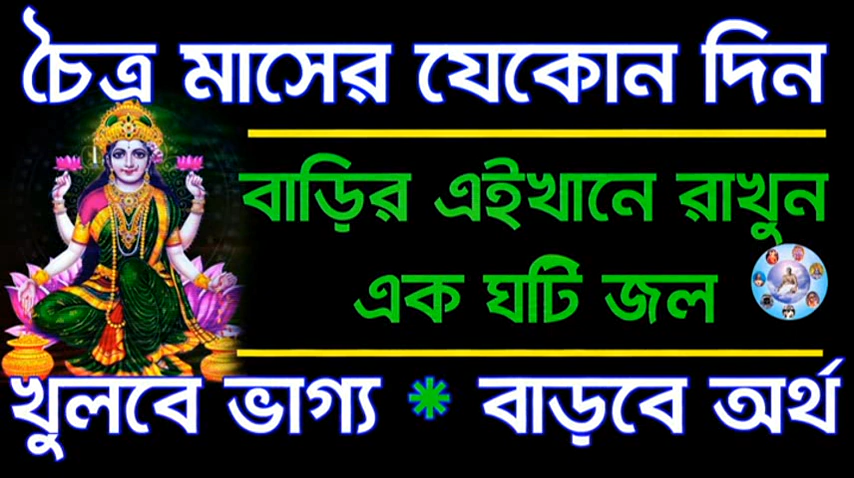 চৈত্র মাসের যেকোন দিন
বাড়ির এইখানে রাখুন
এক ঘটি জল
খুলবে ভাগ্য * বাড়বে অর্থ